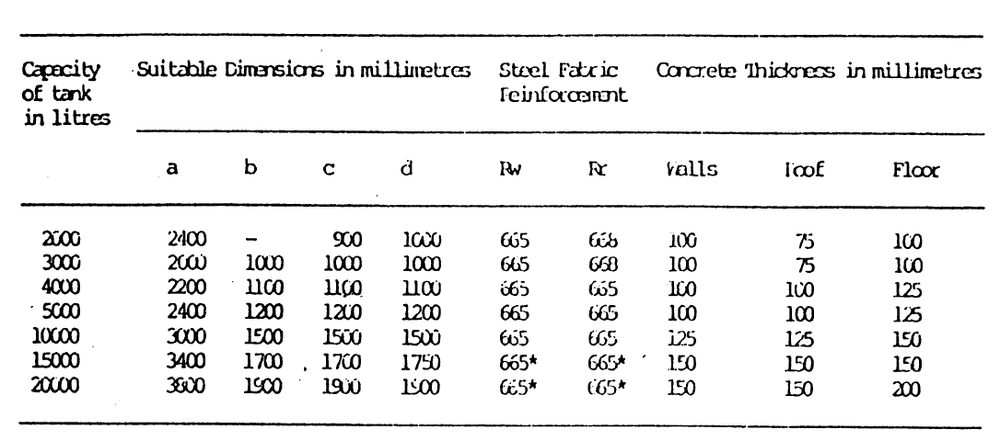 Capacity Suitable Dimensions in millimetres Steel Fabric Concrete Thickness in millimetres
of tank Reinforcement
in litres
a b c d Rw Rr Walls Roof Floor
2000 2400 - 900 1000 665 668 100 75 100
3000 2000 1000 1000 1000 665 668 100 75 100
4000 2200 1100 1100 1100 665 665 100 100 125
5000 2400 1200 1200 1200 665 665 100 100 125
10000 3000 1500 1500 1500 665 665 125 125 150
15000 3400 1700 1700 1750 665* 665* 150 150 150
20000 3800 1900 1900 1900 665* 665* 150 150 200